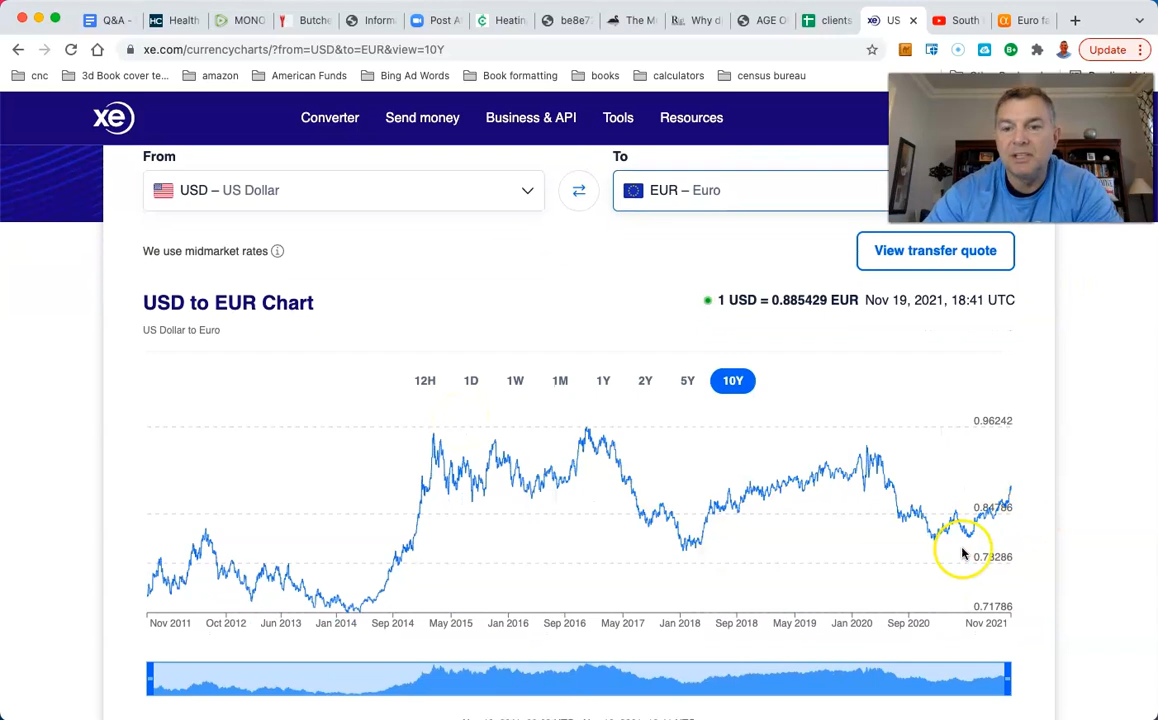 Q&A -
Health
MONO
Butche
Inform
Post A
Heating
be8e7
The M
Why d
AGE O
clients
US
South
Euro fa
xe.com/currencycharts/?from=USD&to=EUR&view=10Y
Update
cnc
3d Book cover te...
amazon
American Funds
Bing Ad Words
Book formatting
books
calculators
census bureau
xe
Converter
Send money
Business & API
Tools
Resources
From
To
USD – US Dollar
EUR – Euro
We use midmarket rates
View transfer quote
USD to EUR Chart
1 USD = 0.885429 EUR Nov 19, 2021, 18:41 UTC
US Dollar to Euro
12H 1D 1W 1M 1Y 2Y 5Y 10Y
0.96242
0.84786
0.73286
0.71786
Nov 2011 Oct 2012 Jun 2013 Jan 2014 Sep 2014 May 2015 Jan 2016 Sep 2016 May 2017 Jan 2018 Sep 2018 May 2019 Jan 2020 Sep 2020 Nov 2021